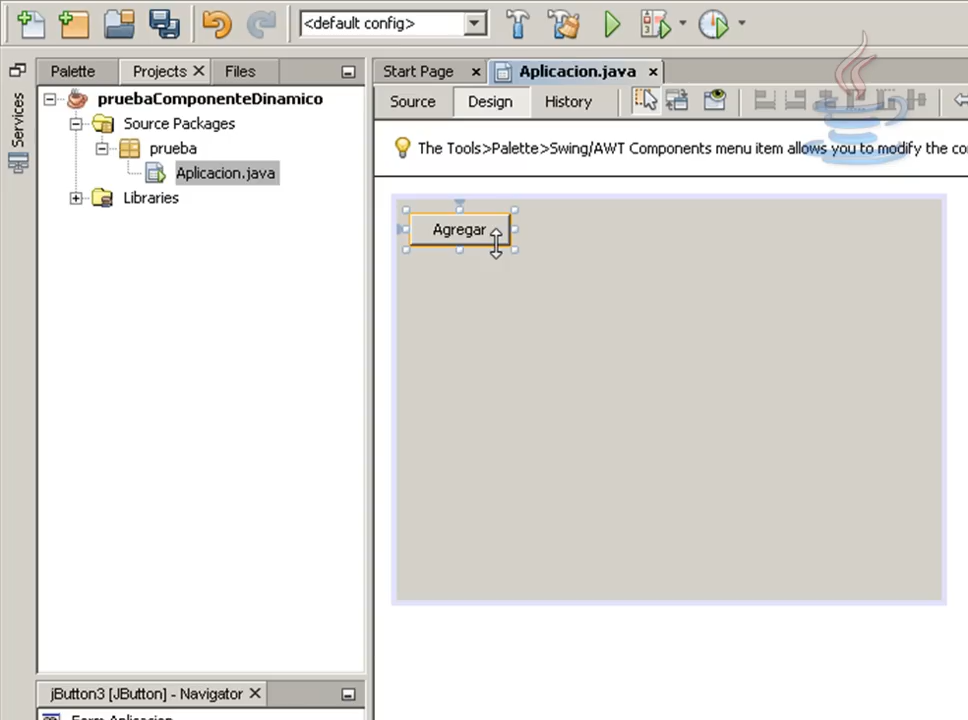 <default config>
Palette
Projects
Files
Start Page
Aplicacion.java
Services
pruebaComponenteDinamico
Source Packages
prueba
Aplicacion.java
Libraries
Source
Design
History
The Tools>Palette>Swing/AWT Components menu item allows you to modify the co
Agregar
jButton3 [JButton] - Navigator
Form Aplicacion